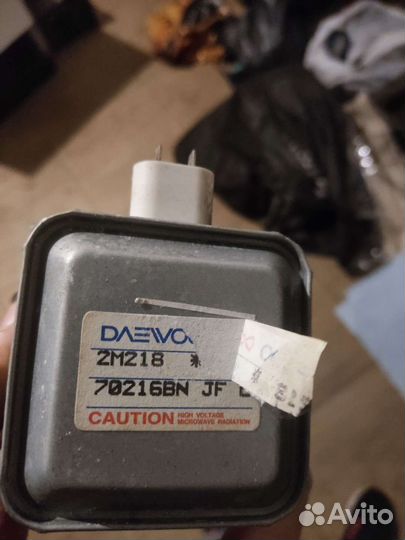 DAEWOO
2M218 *
70216BN JF
CAUTION HIGH VOLTAGE
MICROWAVE RADIATION
Avito